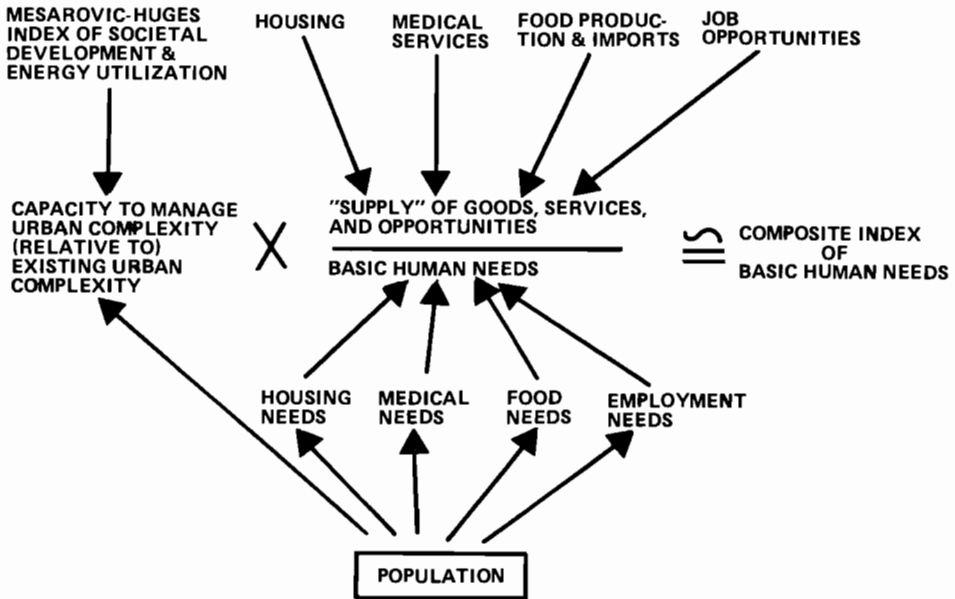 MESAROVIC-HUGES
INDEX OF SOCIETAL
DEVELOPMENT &
ENERGY UTILIZATION
HOUSING
MEDICAL
SERVICES
FOOD PRODUC-
TION & IMPORTS
JOB
OPPORTUNITIES
CAPACITY TO MANAGE
URBAN COMPLEXITY
(RELATIVE TO)
EXISTING URBAN
COMPLEXITY
X
"SUPPLY" OF GOODS, SERVICES,
AND OPPORTUNITIES
BASIC HUMAN NEEDS
≅
COMPOSITE INDEX
OF
BASIC HUMAN NEEDS
HOUSING
NEEDS
MEDICAL
NEEDS
FOOD
NEEDS
EMPLOYMENT
NEEDS
POPULATION